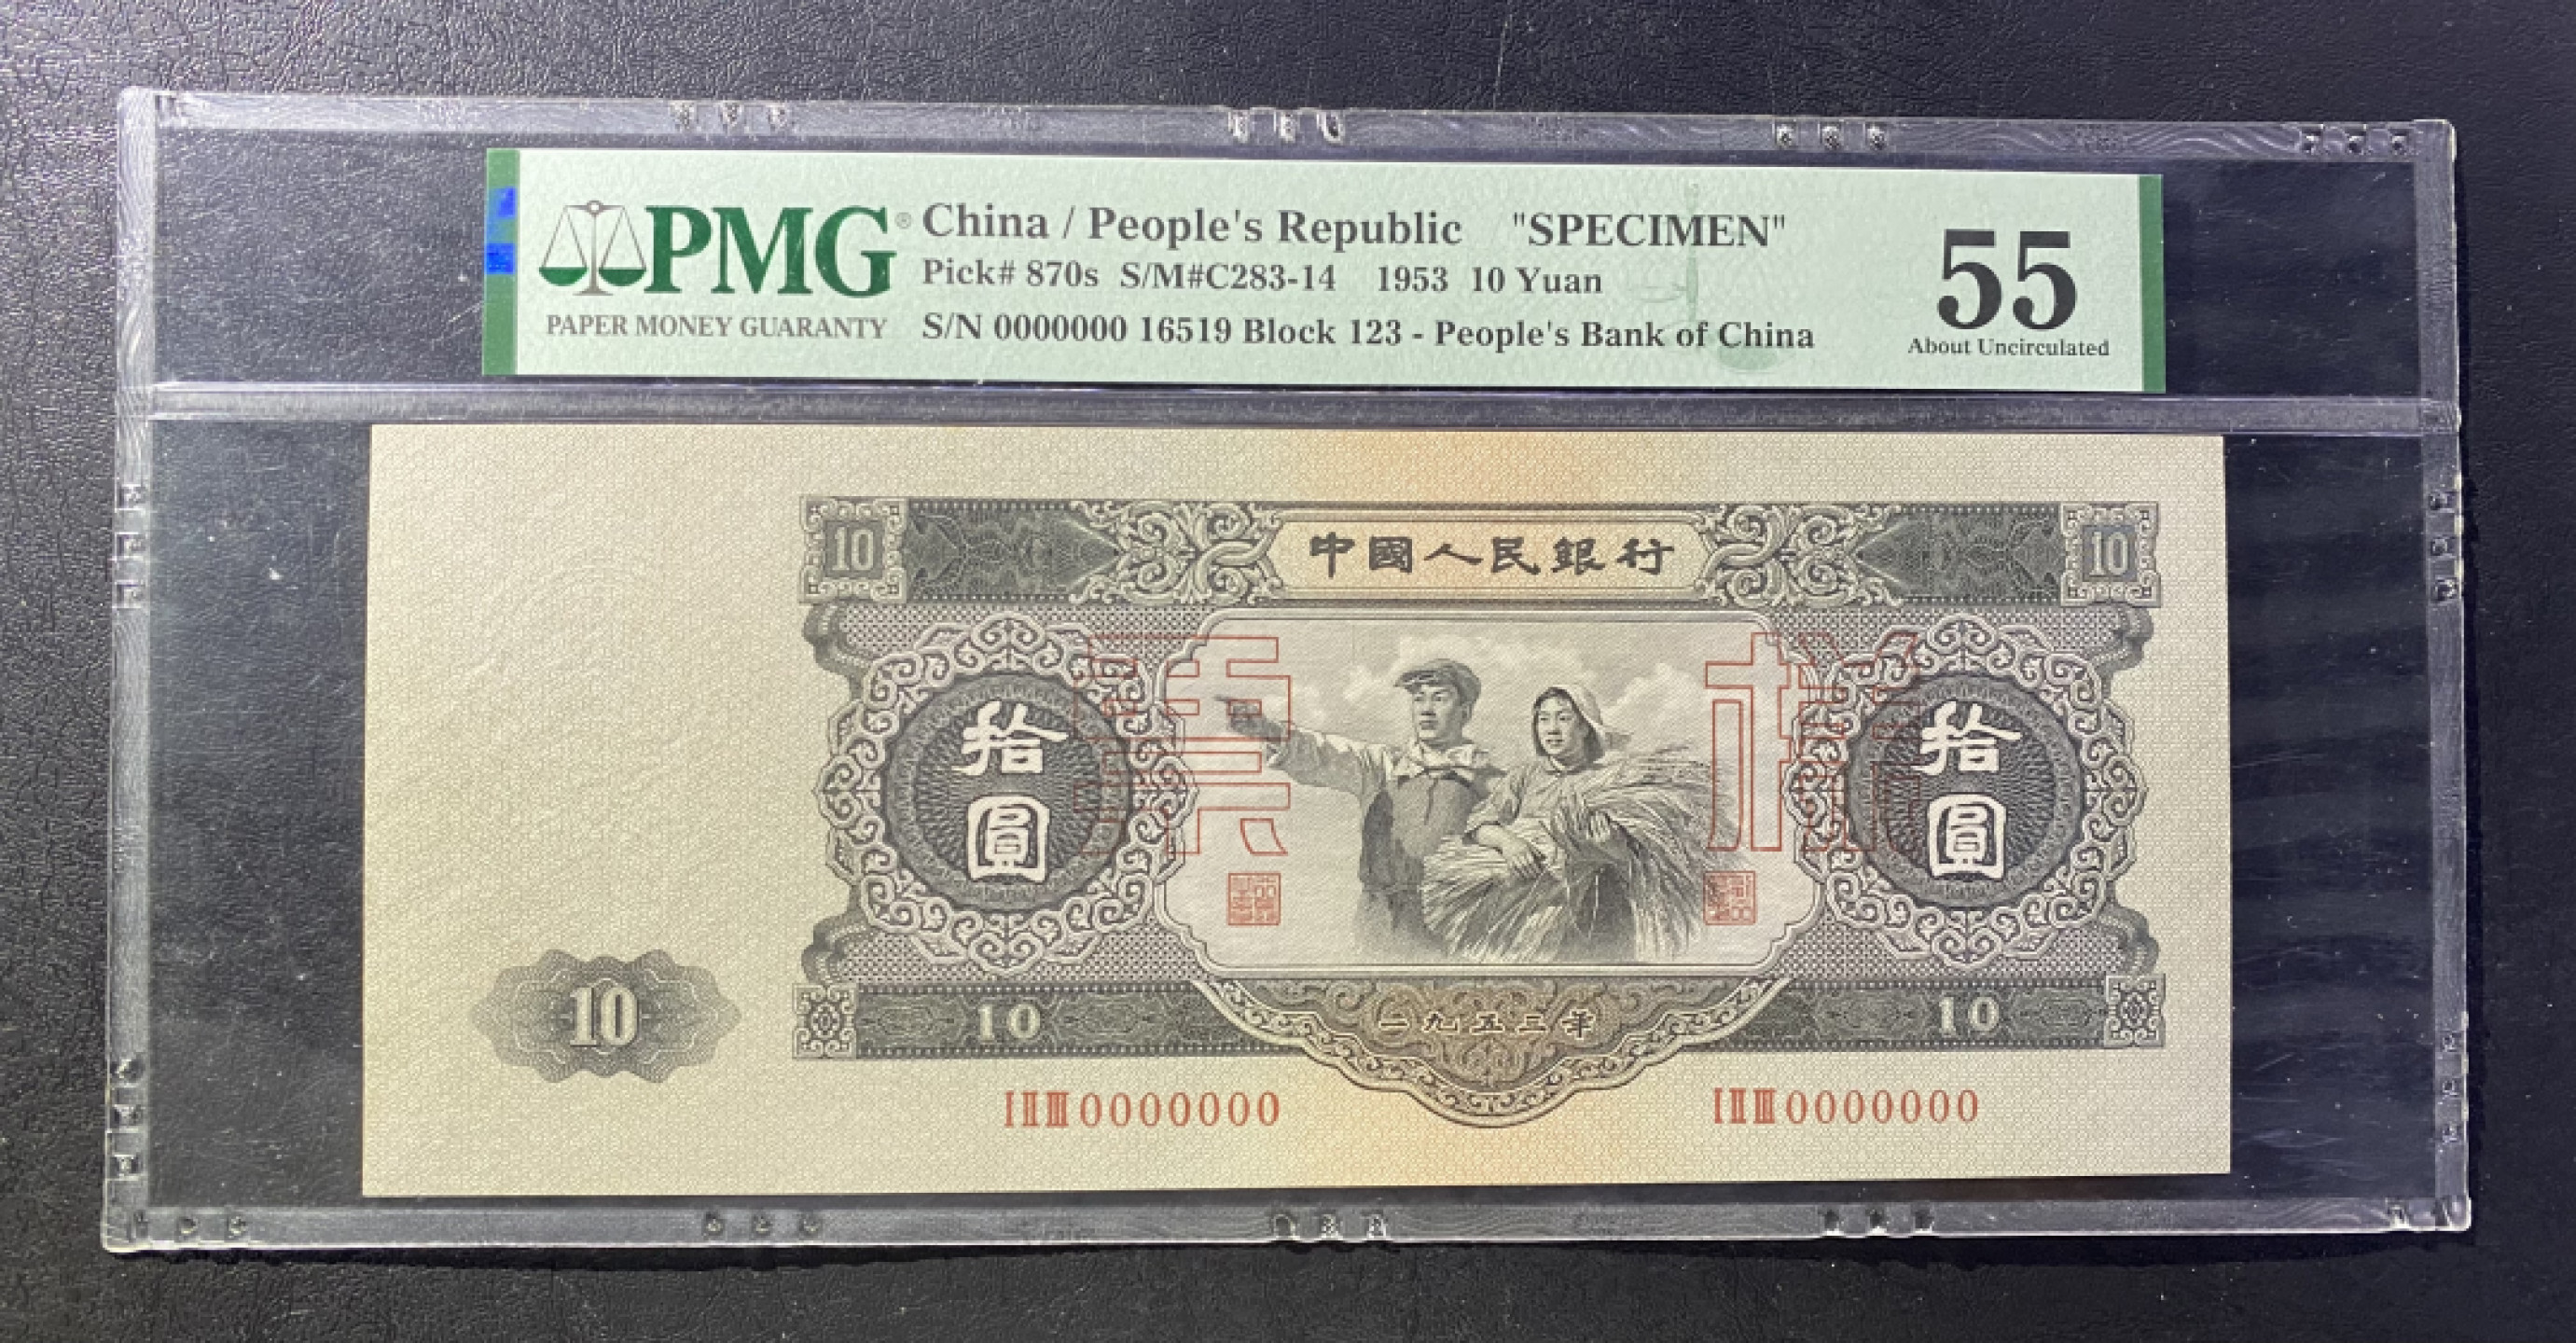 PMG® China / People's Republic "SPECIMEN" 55
Pick# 870s S/M#C283-14 1953 10 Yuan
PAPER MONEY GUARANTY S/N 0000000 16519 Block 123 - People's Bank of China About Uncirculated
10 中國人民銀行 10
票 樣
拾圓 拾圓
10 10 一九五三年 10
I II III 0000000 I II III 0000000